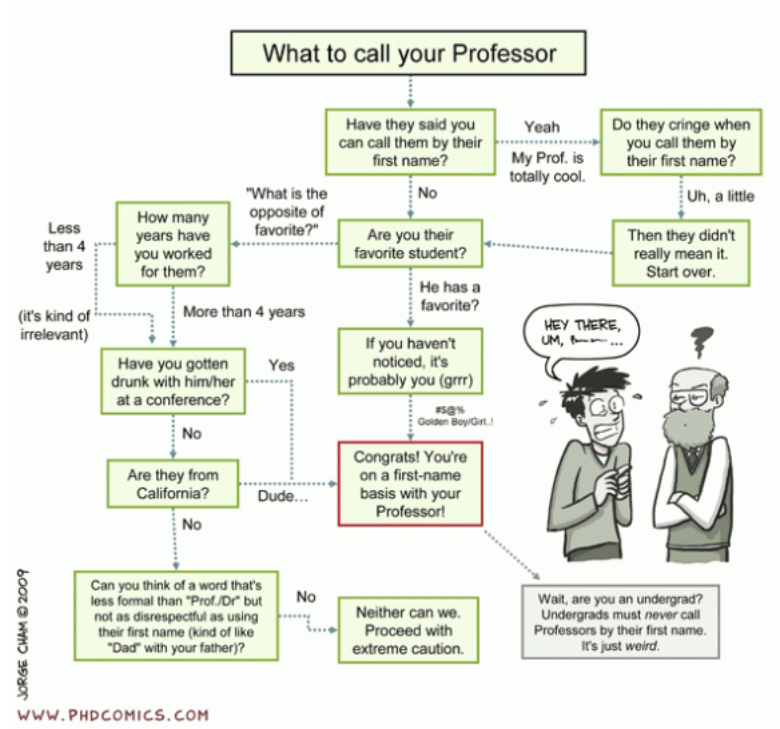 What to call your Professor
Have they said you
can call them by their
first name?
Yeah
My Prof. is
totally cool.
Do they cringe when
you call them by
their first name?
No
Uh, a little
Then they didn't
really mean it.
Start over.
Are you their
favorite student?
"What is the
opposite of
favorite?"
How many
years have
you worked
for them?
Less
than 4
years
(it's kind of
irrelevant)
More than 4 years
He has a
favorite?
If you haven't
noticed, it's
probably you (grrr)
#$@%
Golden Boy/Girl..!
HEY THERE,
UM, ...
?
Have you gotten
drunk with him/her
at a conference?
Yes
No
Are they from
California?
Dude...
Congrats! You're
on a first-name
basis with your
Professor!
No
Can you think of a word that's
less formal than "Prof./Dr" but
not as disrespectful as using
their first name (kind of like
"Dad" with your father)?
No
Neither can we.
Proceed with
extreme caution.
Wait, are you an undergrad?
Undergrads must never call
Professors by their first name.
It's just weird.
JORGE CHAM © 2009
WWW.PHDCOMICS.COM